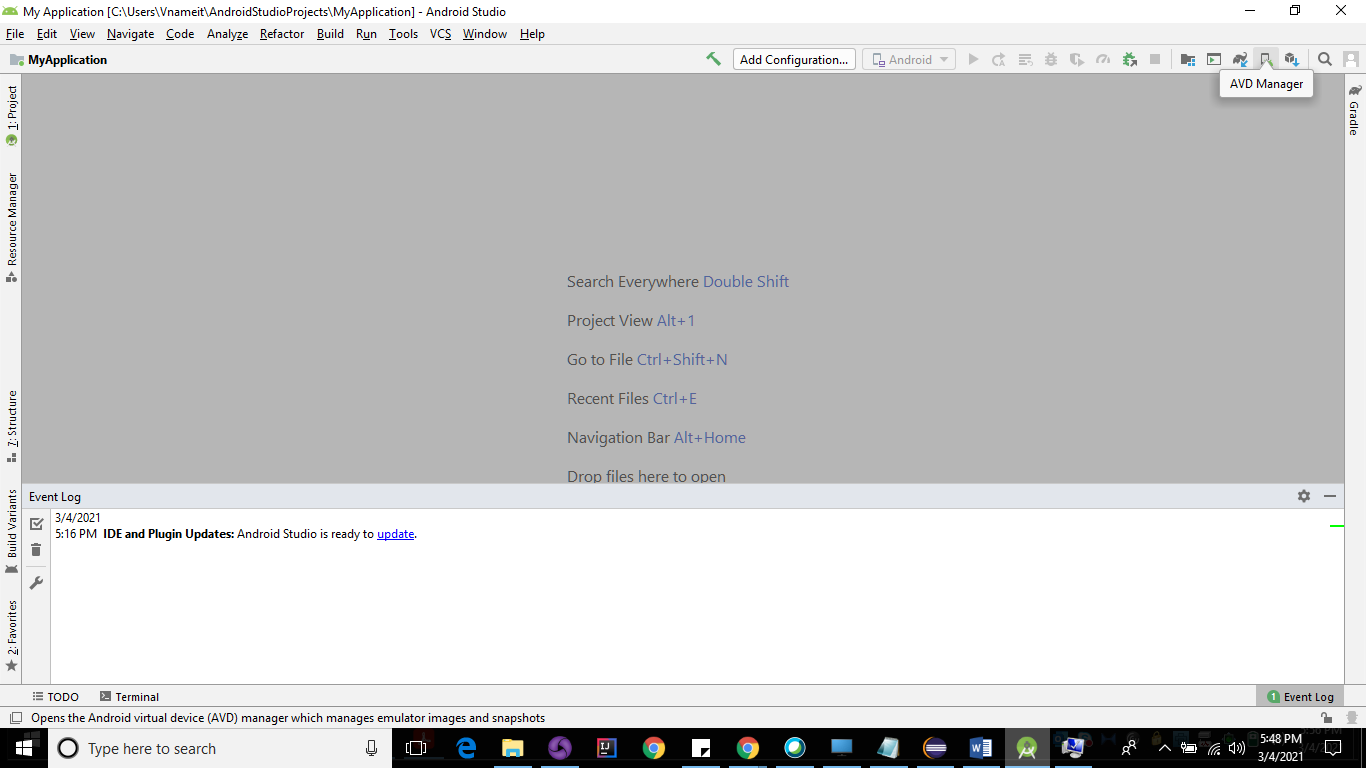 My Application [C:\Users\Vnameit\AndroidStudioProjects\MyApplication] - Android Studio
File Edit View Navigate Code Analyze Refactor Build Run Tools VCS Window Help
MyApplication
Add Configuration...
Android
AVD Manager
1: Project
Resource Manager
7: Structure
Build Variants
2: Favorites
Gradle
Search Everywhere Double Shift
Project View Alt+1
Go to File Ctrl+Shift+N
Recent Files Ctrl+E
Navigation Bar Alt+Home
Drop files here to open
Event Log
3/4/2021
5:16 PM IDE and Plugin Updates: Android Studio is ready to update.
TODO Terminal
1 Event Log
Opens the Android virtual device (AVD) manager which manages emulator images and snapshots
Type here to search
5:48 PM
3/4/2021